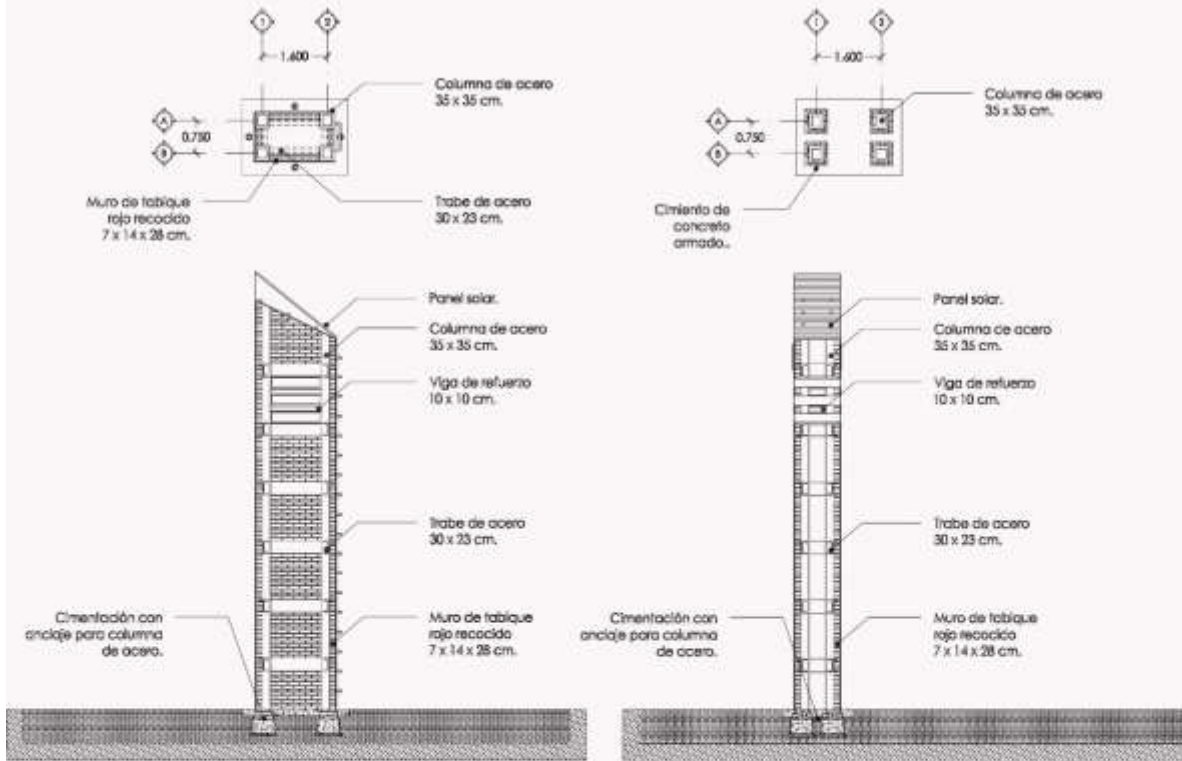 1
2
1.600
Columna de acero
35 x 35 cm.
A
0.750
B
Muro de tabique
rojo recocido
7 x 14 x 28 cm.
Trabe de acero
30 x 23 cm.
1
2
1.600
Columna de acero
35 x 35 cm.
A
0.750
B
Cimiento de
concreto
armado..
Panel solar.
Columna de acero
35 x 35 cm.
Viga de refuerzo
10 x 10 cm.
Trabe de acero
30 x 23 cm.
Cimentación con
anclaje para columna
de acero.
Muro de tabique
rojo recocido
7 x 14 x 28 cm.
Panel solar.
Columna de acero
35 x 35 cm.
Viga de refuerzo
10 x 10 cm.
Trabe de acero
30 x 23 cm.
Cimentación con
anclaje para columna
de acero.
Muro de tabique
rojo recocido
7 x 14 x 28 cm.